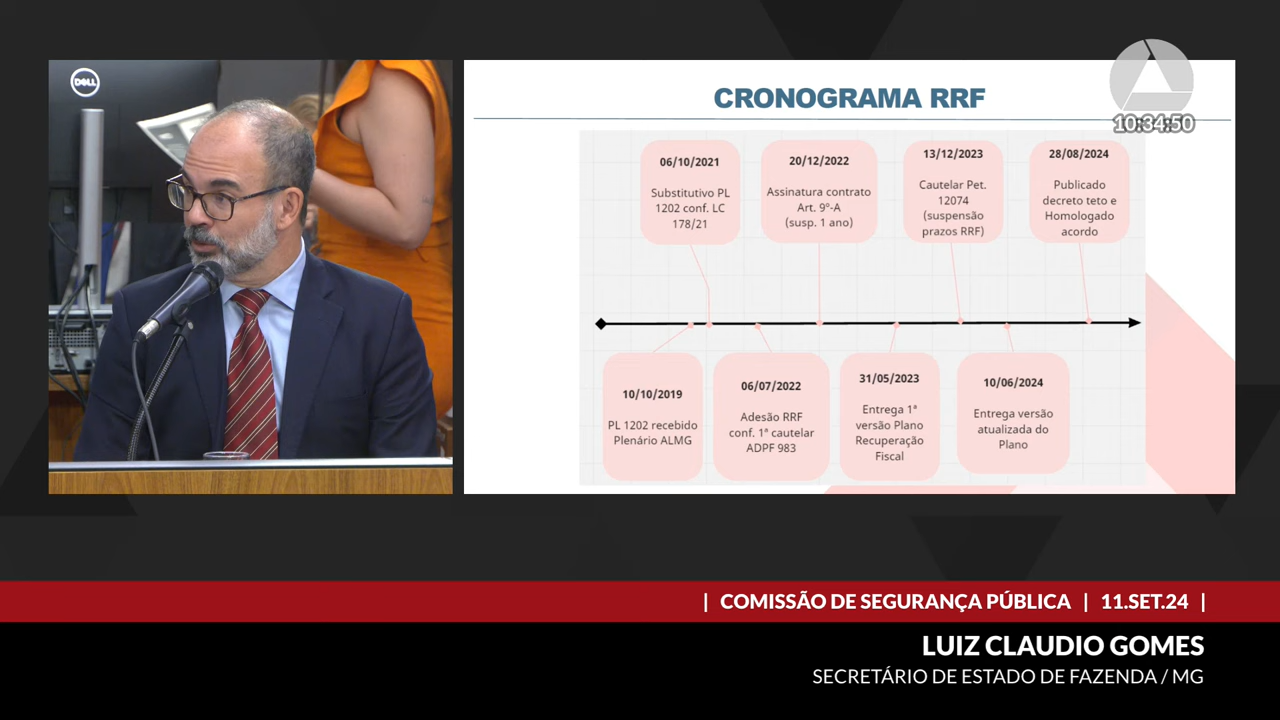 DELL
CRONOGRAMA RRF
10:34:50
06/10/2021
Substitutivo PL
1202 conf. LC
178/21
20/12/2022
Assinatura contrato
Art. 9º-A
(susp. 1 ano)
13/12/2023
Cautelar Pet.
12074
(suspensão
prazos RRF)
28/08/2024
Publicado
decreto teto e
Homologado
acordo
10/10/2019
PL 1202 recebido
Plenário ALMG
06/07/2022
Adesão RRF
conf. 1ª cautelar
ADPF 983
31/05/2023
Entrega 1ª
versão Plano
Recuperação
Fiscal
10/06/2024
Entrega versão
atualizada do
Plano
| COMISSÃO DE SEGURANÇA PÚBLICA | 11.SET.24 |
LUIZ CLAUDIO GOMES
SECRETÁRIO DE ESTADO DE FAZENDA / MG